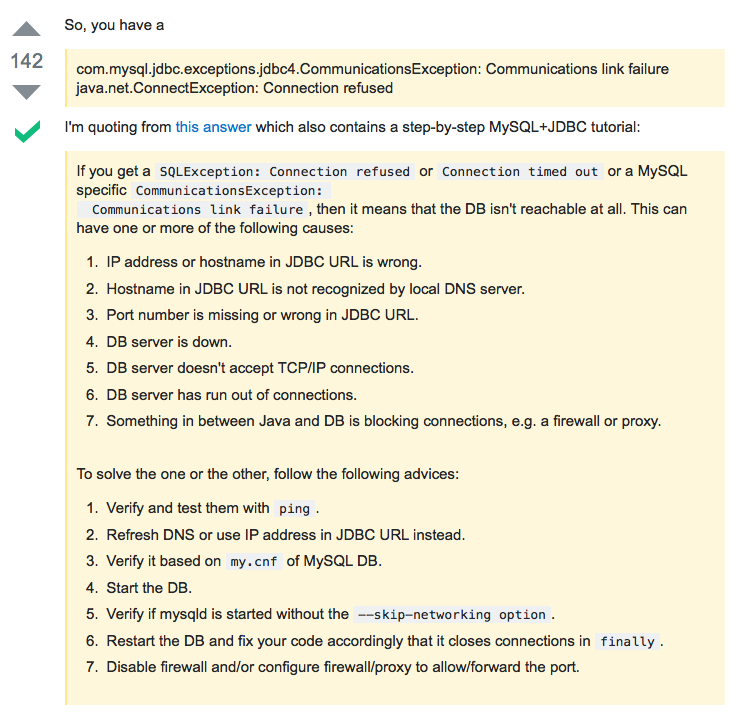 So, you have a
142
com.mysql.jdbc.exceptions.jdbc4.CommunicationsException: Communications link failure
java.net.ConnectException: Connection refused
I'm quoting from this answer which also contains a step-by-step MySQL+JDBC tutorial:
If you get a SQLException: Connection refused or Connection timed out or a MySQL
specific CommunicationsException:
Communications link failure , then it means that the DB isn't reachable at all. This can
have one or more of the following causes:
1. IP address or hostname in JDBC URL is wrong.
2. Hostname in JDBC URL is not recognized by local DNS server.
3. Port number is missing or wrong in JDBC URL.
4. DB server is down.
5. DB server doesn't accept TCP/IP connections.
6. DB server has run out of connections.
7. Something in between Java and DB is blocking connections, e.g. a firewall or proxy.
To solve the one or the other, follow the following advices:
1. Verify and test them with ping .
2. Refresh DNS or use IP address in JDBC URL instead.
3. Verify it based on my.cnf of MySQL DB.
4. Start the DB.
5. Verify if mysqld is started without the --skip-networking option .
6. Restart the DB and fix your code accordingly that it closes connections in finally .
7. Disable firewall and/or configure firewall/proxy to allow/forward the port.